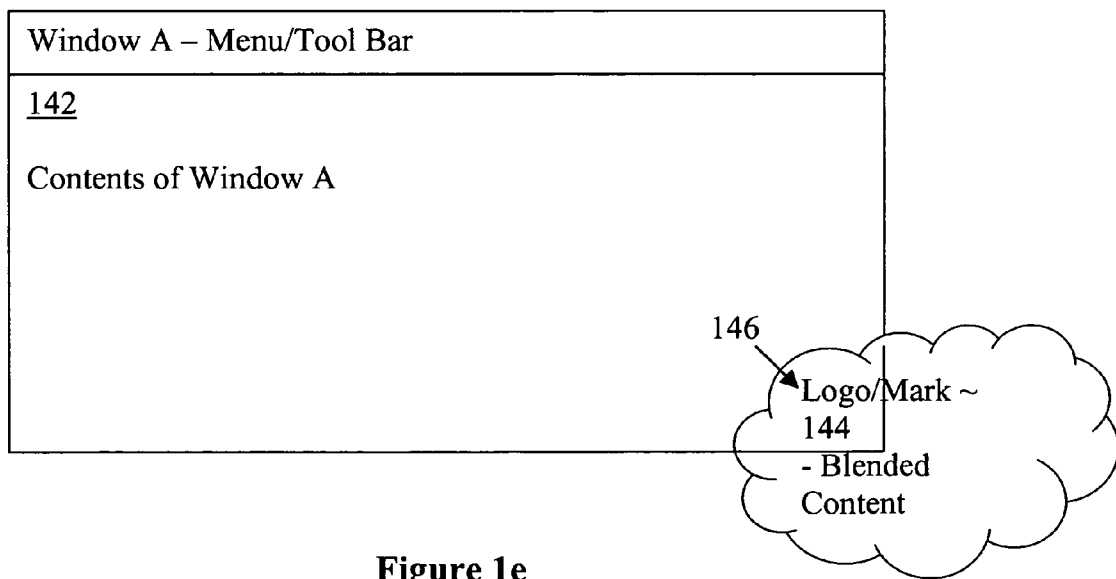 Window A – Menu/Tool Bar
142
Contents of Window A
146
Logo/Mark ~
144
- Blended
Content
Figure 1e